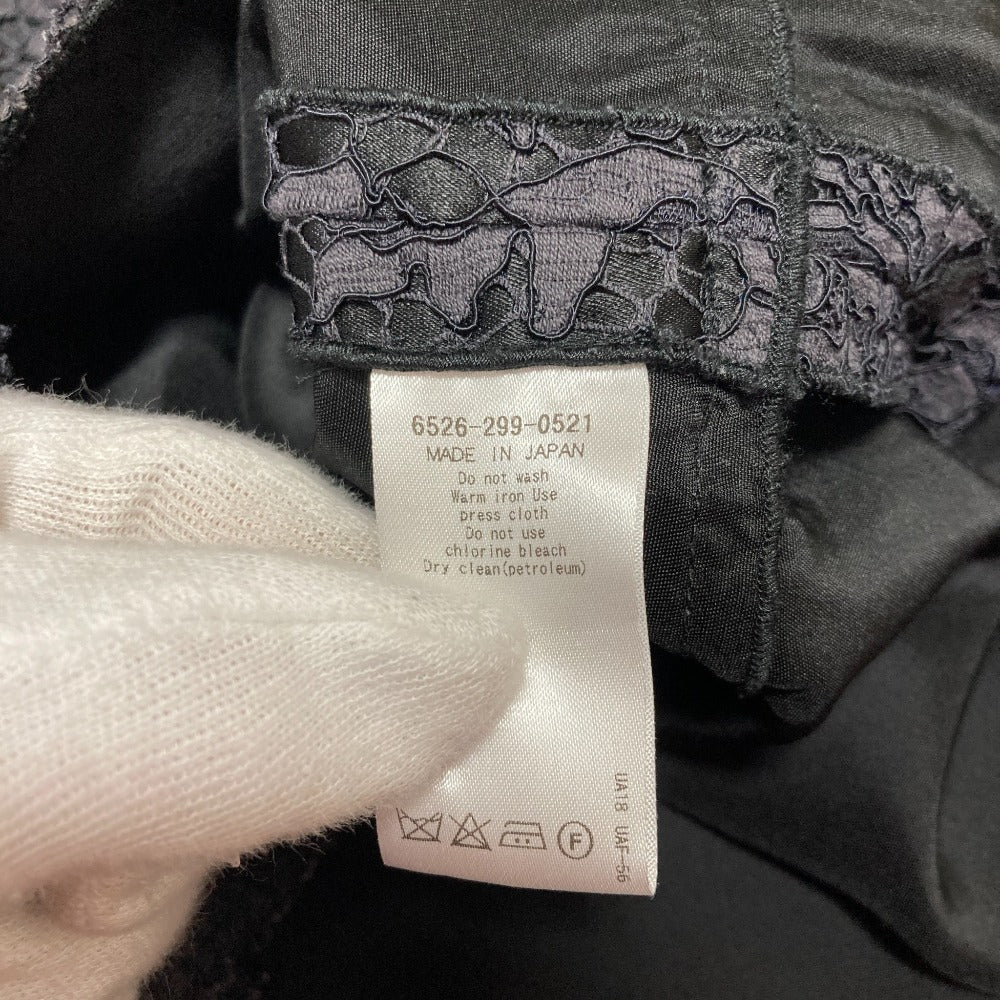 6526-299-0521
MADE IN JAPAN
Do not wash
Warm iron Use
press cloth
Do not use
chlorine bleach
Dry clean(petroleum)
F
UA18 UAF-56